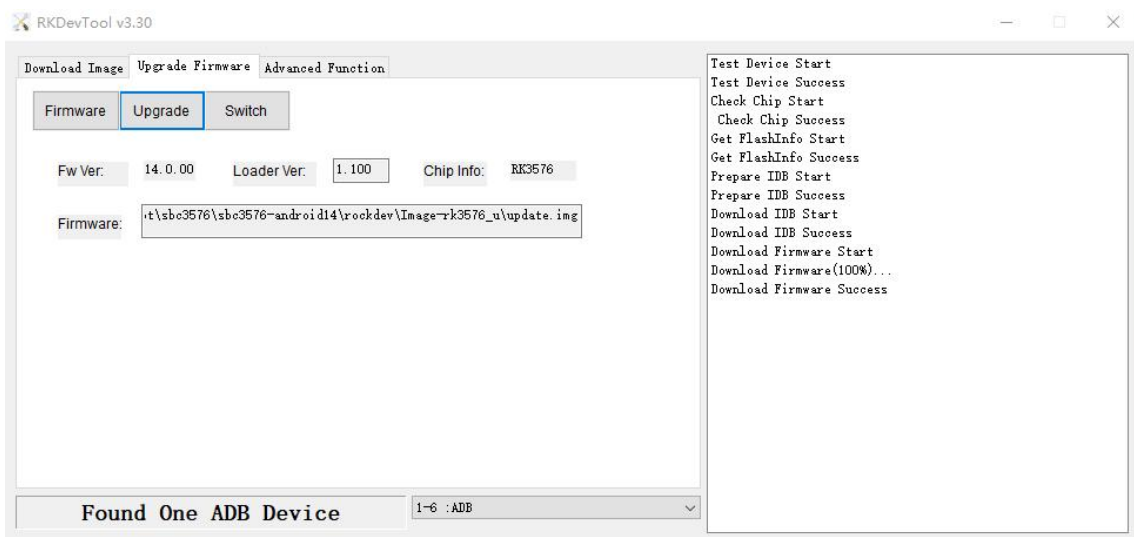 RKDevTool v3.30
Download Image Upgrade Firmware Advanced Function
Firmware Upgrade Switch
Fw Ver: 14.0.00 Loader Ver: 1.100 Chip Info: RK3576
Firmware: t\sbc3576\sbc3576-android14\rockdev\Image-rk3576_u\update.img
Found One ADB Device 1-6 :ADB
Test Device Start
Test Device Success
Check Chip Start
Check Chip Success
Get FlashInfo Start
Get FlashInfo Success
Prepare IDB Start
Prepare IDB Success
Download IDB Start
Download IDB Success
Download Firmware Start
Download Firmware(100%)...
Download Firmware Success